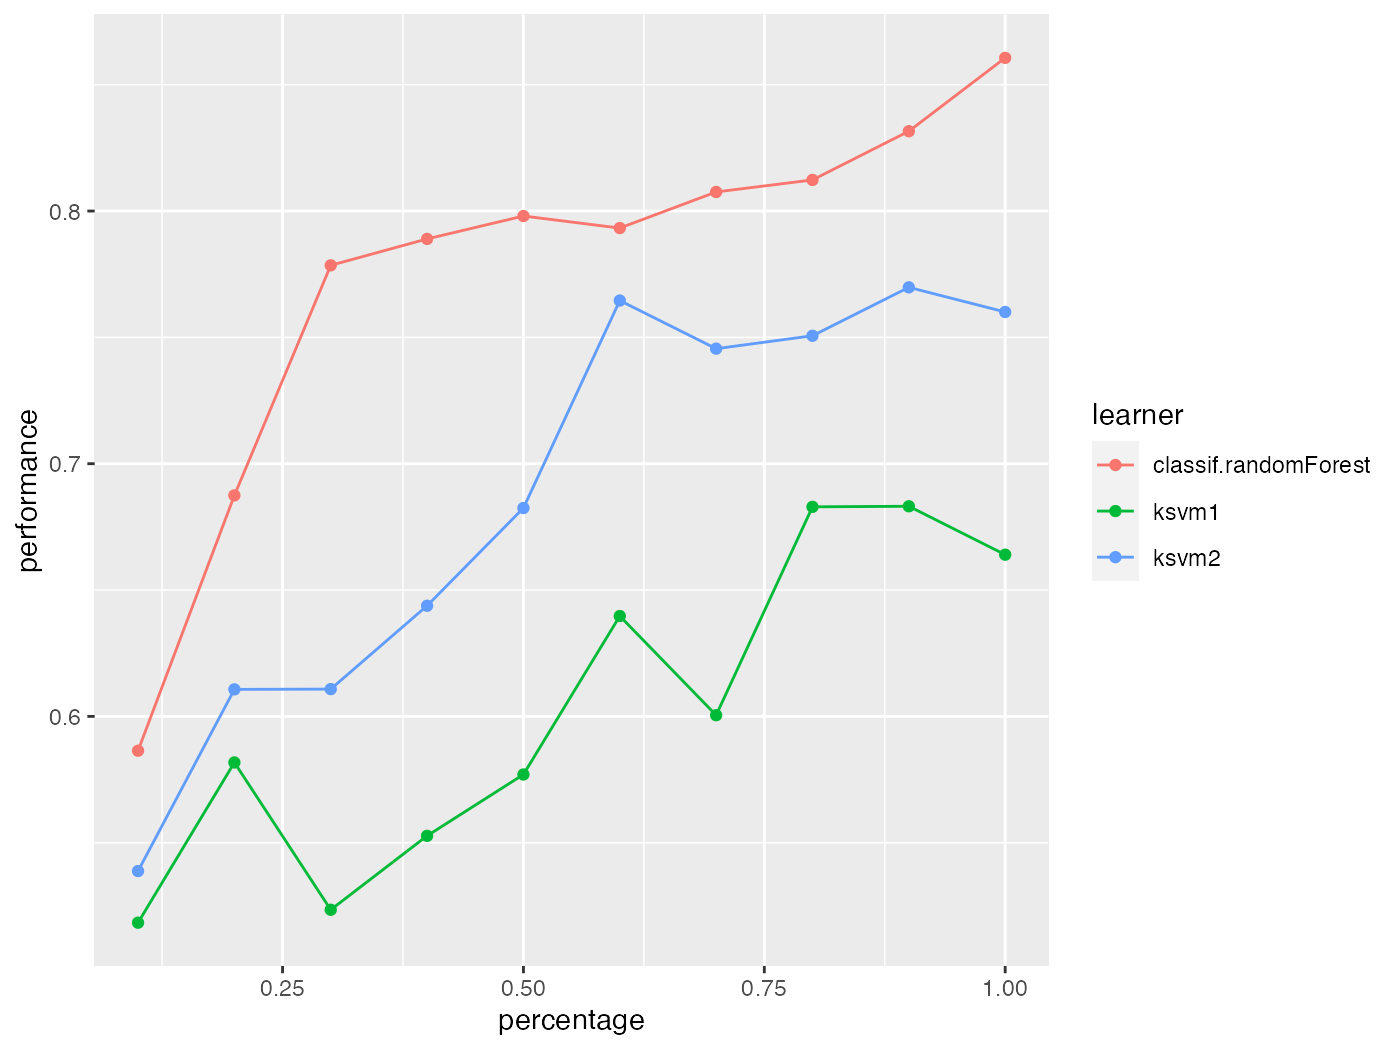 0.8
0.7
0.6
performance
0.25 0.50 0.75 1.00
percentage
learner
classif.randomForest
ksvm1
ksvm2